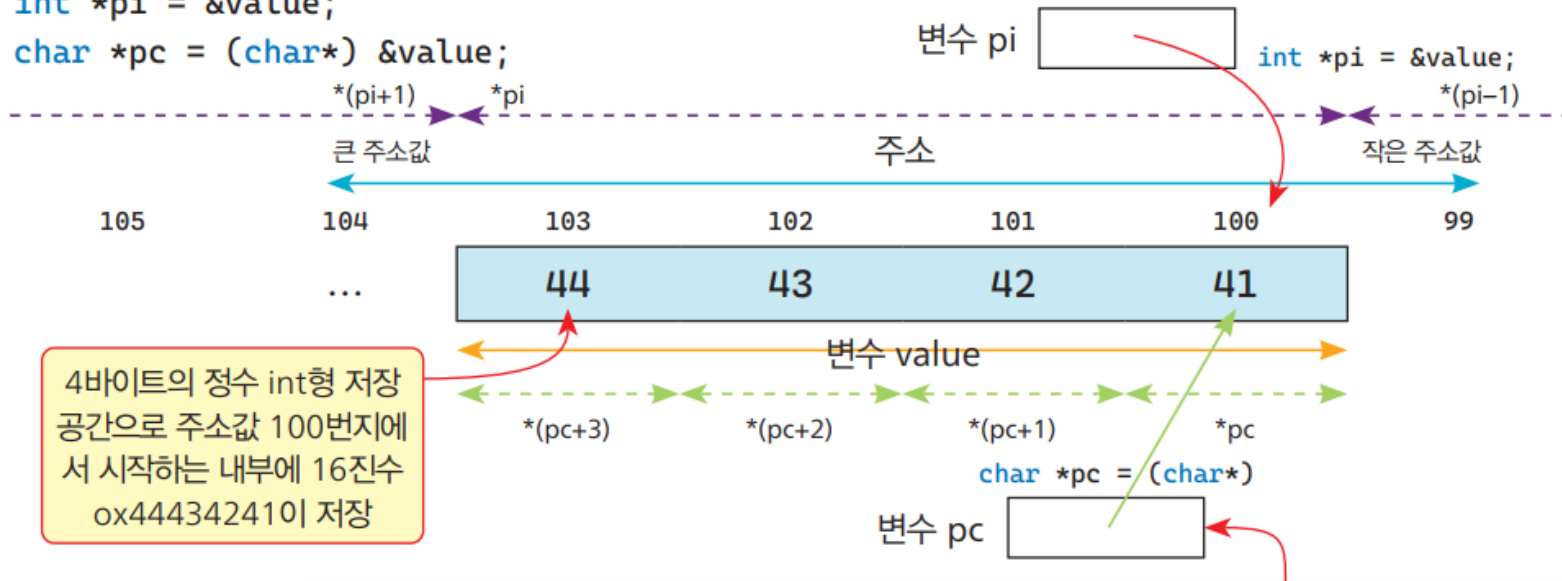 int *pi = &value;
char *pc = (char*) &value;
변수 pi
int *pi = &value;
*(pi+1)
*pi
*(pi–1)
큰 주소값
주소
작은 주소값
105 104 103 102 101 100 99
... 44 43 42 41
변수 value
4바이트의 정수 int형 저장
공간으로 주소값 100번지에
서 시작하는 내부에 16진수
ox44434241이 저장
*(pc+3) *(pc+2) *(pc+1) *pc
char *pc = (char*)
변수 pc